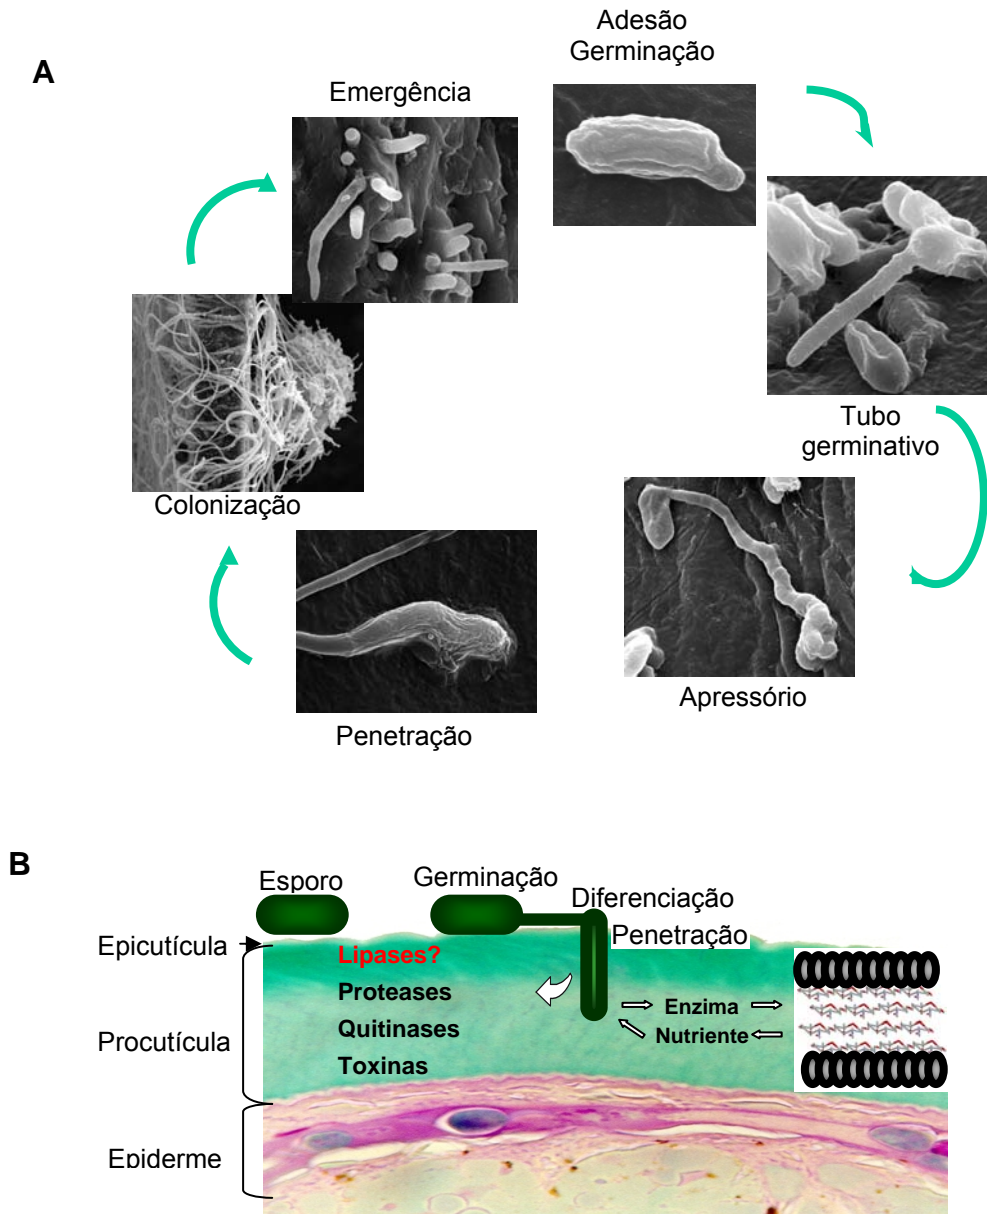 A
Adesão
Germinação
Emergência
Tubo
germinativo
Colonização
Apressório
Penetração
B
Esporo
Germinação
Diferenciação
Penetração
Epicutícula
Lipases?
Proteases
Enzima
Quitinases
Nutriente
Procutícula
Toxinas
Epiderme